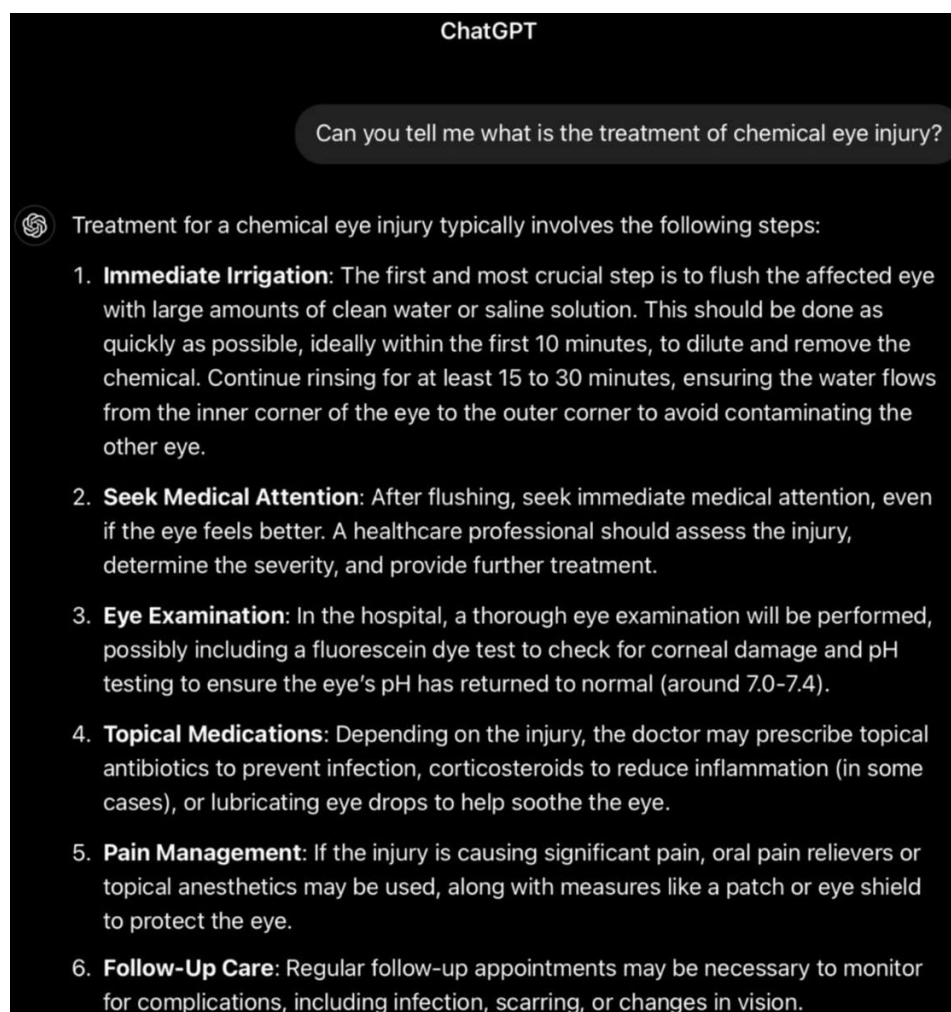 ChatGPT
Can you tell me what is the treatment of chemical eye injury?
Treatment for a chemical eye injury typically involves the following steps:
1. Immediate Irrigation: The first and most crucial step is to flush the affected eye
with large amounts of clean water or saline solution. This should be done as
quickly as possible, ideally within the first 10 minutes, to dilute and remove the
chemical. Continue rinsing for at least 15 to 30 minutes, ensuring the water flows
from the inner corner of the eye to the outer corner to avoid contaminating the
other eye.
2. Seek Medical Attention: After flushing, seek immediate medical attention, even
if the eye feels better. A healthcare professional should assess the injury,
determine the severity, and provide further treatment.
3. Eye Examination: In the hospital, a thorough eye examination will be performed,
possibly including a fluorescein dye test to check for corneal damage and pH
testing to ensure the eye's pH has returned to normal (around 7.0-7.4).
4. Topical Medications: Depending on the injury, the doctor may prescribe topical
antibiotics to prevent infection, corticosteroids to reduce inflammation (in some
cases), or lubricating eye drops to help soothe the eye.
5. Pain Management: If the injury is causing significant pain, oral pain relievers or
topical anesthetics may be used, along with measures like a patch or eye shield
to protect the eye.
6. Follow-Up Care: Regular follow-up appointments may be necessary to monitor
for complications, including infection, scarring, or changes in vision.